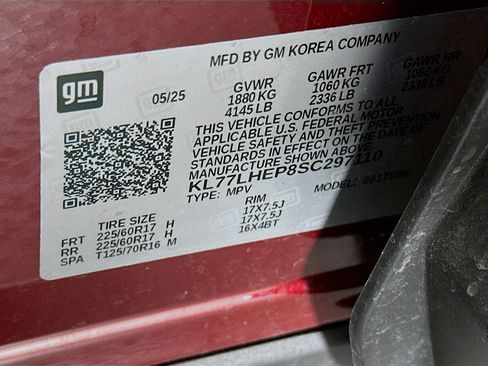 MFD BY GM KOREA COMPANY
gm
05/25
GVWR GAWR FRT GAWR RR
1880 KG 1060 KG 1060 KG
4145 LB 2336 LB 2336 LB
THIS VEHICLE CONFORMS TO ALL
APPLICABLE U.S. FEDERAL MOTOR
VEHICLE SAFETY AND THEFT PREVENTION
STANDARDS IN EFFECT ON THE DATE OF
MANUFACTURE SHOWN ABOVE.
KL77LHEP8SC297110
TYPE: MPV MODEL:
TIRE SIZE RIM
FRT 225/60R17 H 17X7.5J
RR 225/60R17 H 17X7.5J
SPA T125/70R16 M 16X4BT